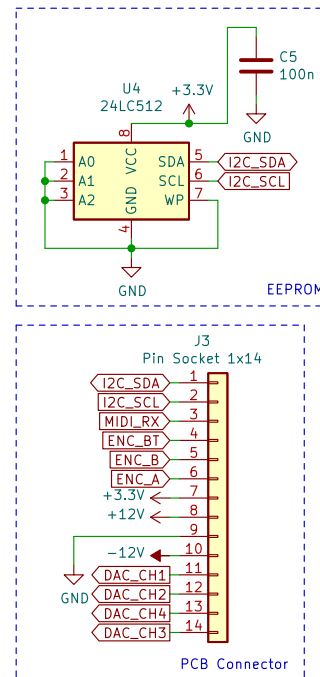 C5
100n
GND
U4
24LC512
+3.3V
8
VCC
1 A0 SDA 5 I2C_SDA
2 A1 SCL 6 I2C_SCL
3 A2 WP 7
GND
4
GND
EEPROM
J3
Pin Socket 1x14
I2C_SDA 1
I2C_SCL 2
MIDI_RX 3
ENC_BT 4
ENC_B 5
ENC_A 6
+3.3V 7
+12V 8
9
-12V 10
GND
DAC_CH1 11
DAC_CH2 12
DAC_CH4 13
DAC_CH3 14
PCB Connector